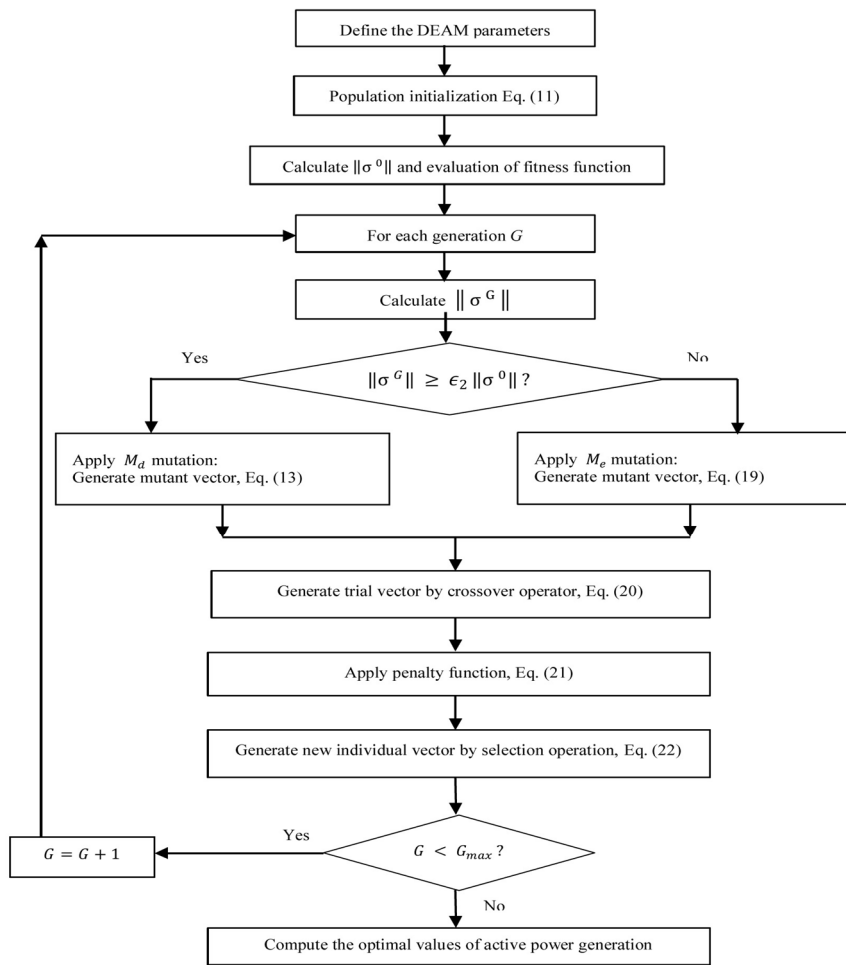 Define the DEAM parameters
Population initialization Eq. (11)
Calculate ‖σ⁰‖ and evaluation of fitness function
For each generation G
Calculate ‖ σᴳ ‖
Yes
No
‖σᴳ‖ ≥ ϵ₂ ‖σ⁰‖ ?
Apply M_d mutation:
Generate mutant vector, Eq. (13)
Apply M_e mutation:
Generate mutant vector, Eq. (19)
Generate trial vector by crossover operator, Eq. (20)
Apply penalty function, Eq. (21)
Generate new individual vector by selection operation, Eq. (22)
Yes
G = G + 1
G < G_max ?
No
Compute the optimal values of active power generation